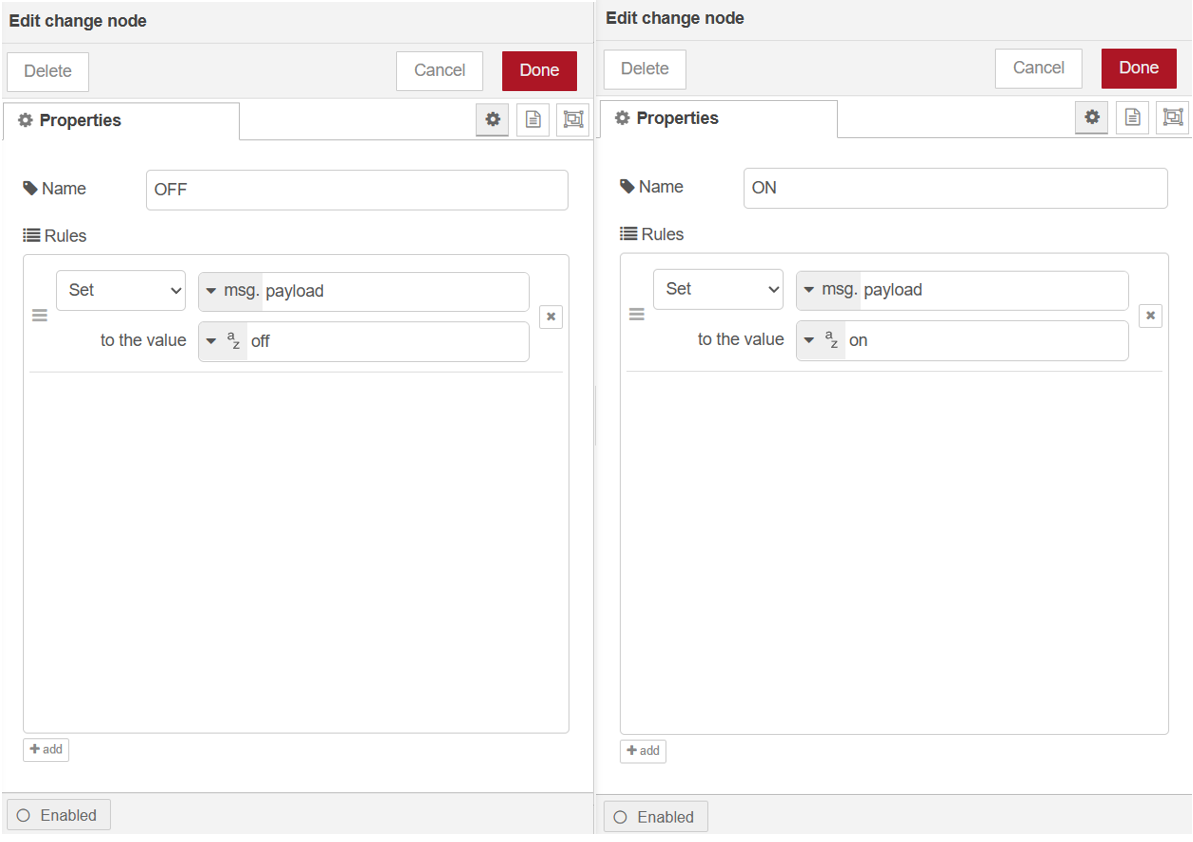 Edit change node
Delete
Cancel
Done
Properties
Name
OFF
Rules
Set
msg. payload
to the value
az off
add
Enabled
Edit change node
Delete
Cancel
Done
Properties
Name
ON
Rules
Set
msg. payload
to the value
az on
add
Enabled